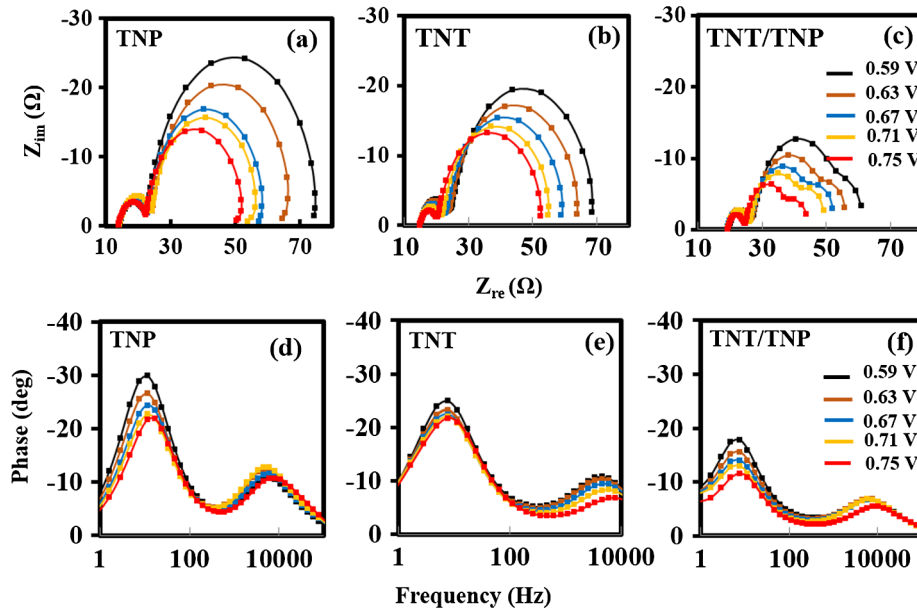 -30
-20
-10
0
Z_im (Ω)
TNP
(a)
10
30
50
70
-30
-20
-10
0
TNT
(b)
10
30
50
70
-30
-20
-10
0
TNT/TNP
(c)
0.59 V
0.63 V
0.67 V
0.71 V
0.75 V
10
30
50
70
Z_re (Ω)
-40
-30
-20
-10
0
Phase (deg)
TNP
(d)
1
100
10000
-40
-30
-20
-10
0
TNT
(e)
1
100
10000
-40
-30
-20
-10
0
TNT/TNP
(f)
0.59 V
0.63 V
0.67 V
0.71 V
0.75 V
1
100
10000
Frequency (Hz)